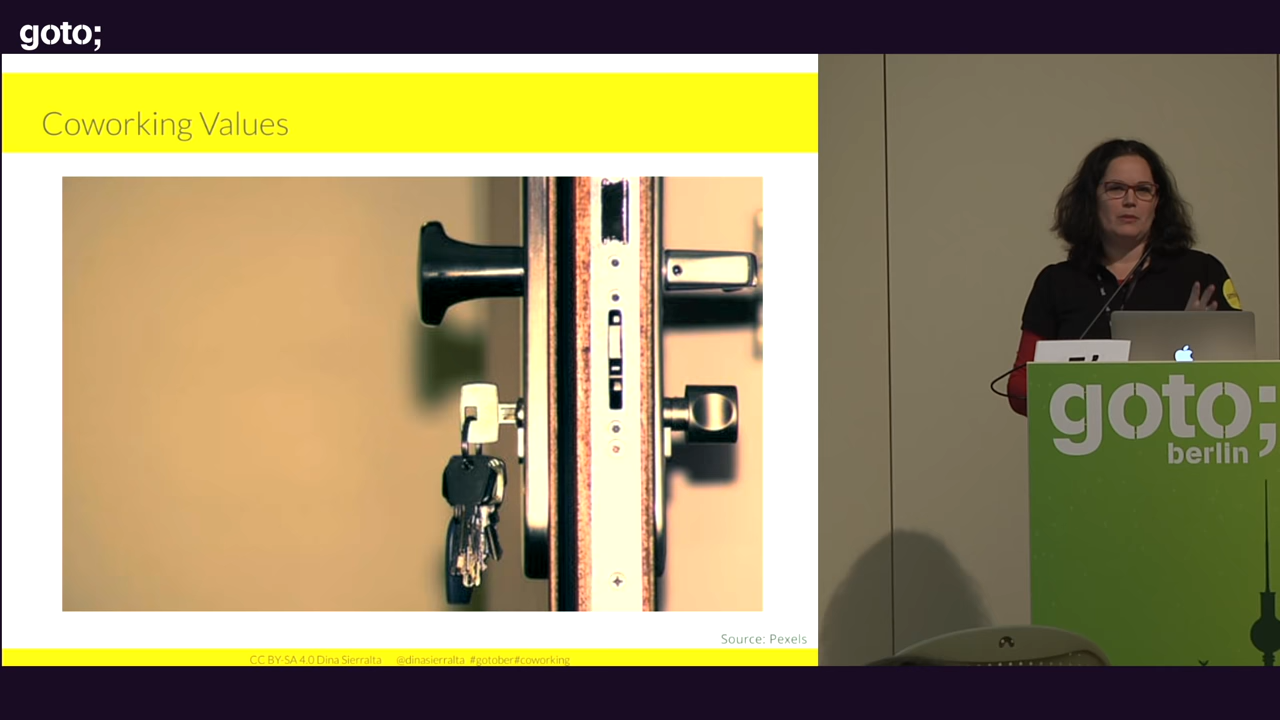 goto;
Coworking Values
Source: Pexels
CC BY-SA 4.0 Dina Sierralta @dinasierralta #gotober#coworking
goto;
berlin